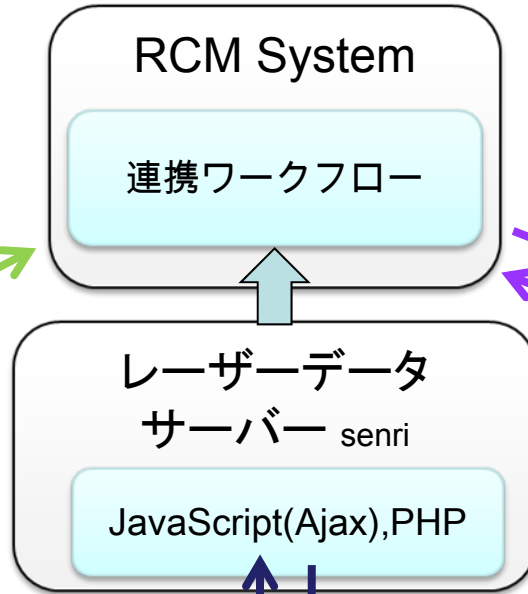 RCM System
連携ワークフロー
レーザーデータ
サーバー senri
JavaScript(Ajax),PHP